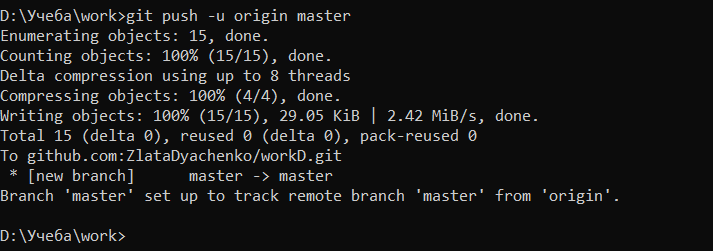 D:\Учеба\work>git push -u origin master
Enumerating objects: 15, done.
Counting objects: 100% (15/15), done.
Delta compression using up to 8 threads
Compressing objects: 100% (4/4), done.
Writing objects: 100% (15/15), 29.05 KiB | 2.42 MiB/s, done.
Total 15 (delta 0), reused 0 (delta 0), pack-reused 0
To github.com:ZlataDyachenko/workD.git
 * [new branch]      master -> master
Branch 'master' set up to track remote branch 'master' from 'origin'.
D:\Учеба\work>